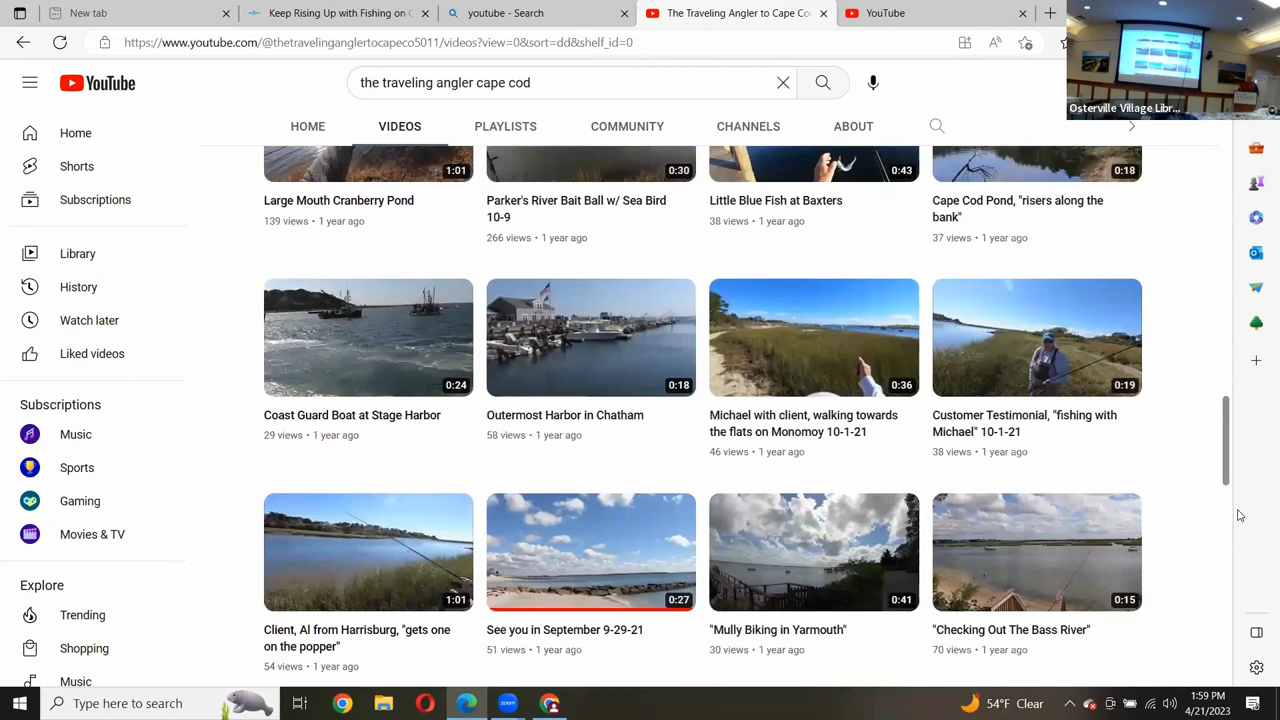 New tab
Keep Rising Up with Fishing on C
youtube - Search
The Traveling Angler to Cape Co
YouTube
https://www.youtube.com/@thetravelinganglertocapeco5011/videos?view=0&sort=dd&shelf_id=0
Osterville Village Libr...
YouTube
the traveling angler cape cod
HOME
VIDEOS
PLAYLISTS
COMMUNITY
CHANNELS
ABOUT
Home
Shorts
Subscriptions
Library
History
Watch later
Liked videos
Subscriptions
Music
Sports
Gaming
Movies & TV
Explore
Trending
Shopping
Music
1:01
0:30
0:43
0:18
Large Mouth Cranberry Pond
139 views • 1 year ago
Parker's River Bait Ball w/ Sea Bird
10-9
266 views • 1 year ago
Little Blue Fish at Baxters
38 views • 1 year ago
Cape Cod Pond, "risers along the
bank"
37 views • 1 year ago
0:24
0:18
0:36
0:19
Coast Guard Boat at Stage Harbor
29 views • 1 year ago
Outermost Harbor in Chatham
58 views • 1 year ago
Michael with client, walking towards
the flats on Monomoy 10-1-21
46 views • 1 year ago
Customer Testimonial, "fishing with
Michael" 10-1-21
38 views • 1 year ago
1:01
0:27
0:41
0:15
Client, Al from Harrisburg, "gets one
on the popper"
54 views • 1 year ago
See you in September 9-29-21
51 views • 1 year ago
"Mully Biking in Yarmouth"
30 views • 1 year ago
"Checking Out The Bass River"
70 views • 1 year ago
Type here to search
zoom
54°F Clear
1:59 PM
4/21/2023